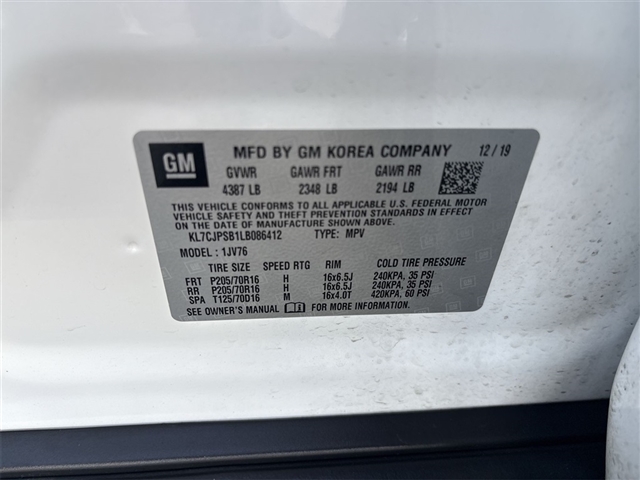 GM MFD BY GM KOREA COMPANY 12/19
GVWR GAWR FRT GAWR RR
4387 LB 2348 LB 2194 LB
THIS VEHICLE CONFORMS TO ALL APPLICABLE U.S. FEDERAL MOTOR
VEHICLE SAFETY AND THEFT PREVENTION STANDARDS IN EFFECT
ON THE DATE OF MANUFACTURE SHOWN ABOVE.
KL7CJPSB1LB086412 TYPE: MPV
MODEL : 1JV76
TIRE SIZE SPEED RTG RIM COLD TIRE PRESSURE
FRT P205/70R16 H 16x6.5J 240KPA, 35 PSI
RR P205/70R16 H 16x6.5J 240KPA, 35 PSI
SPA T125/70D16 M 16x4.0T 420KPA, 60 PSI
SEE OWNER'S MANUAL FOR MORE INFORMATION.